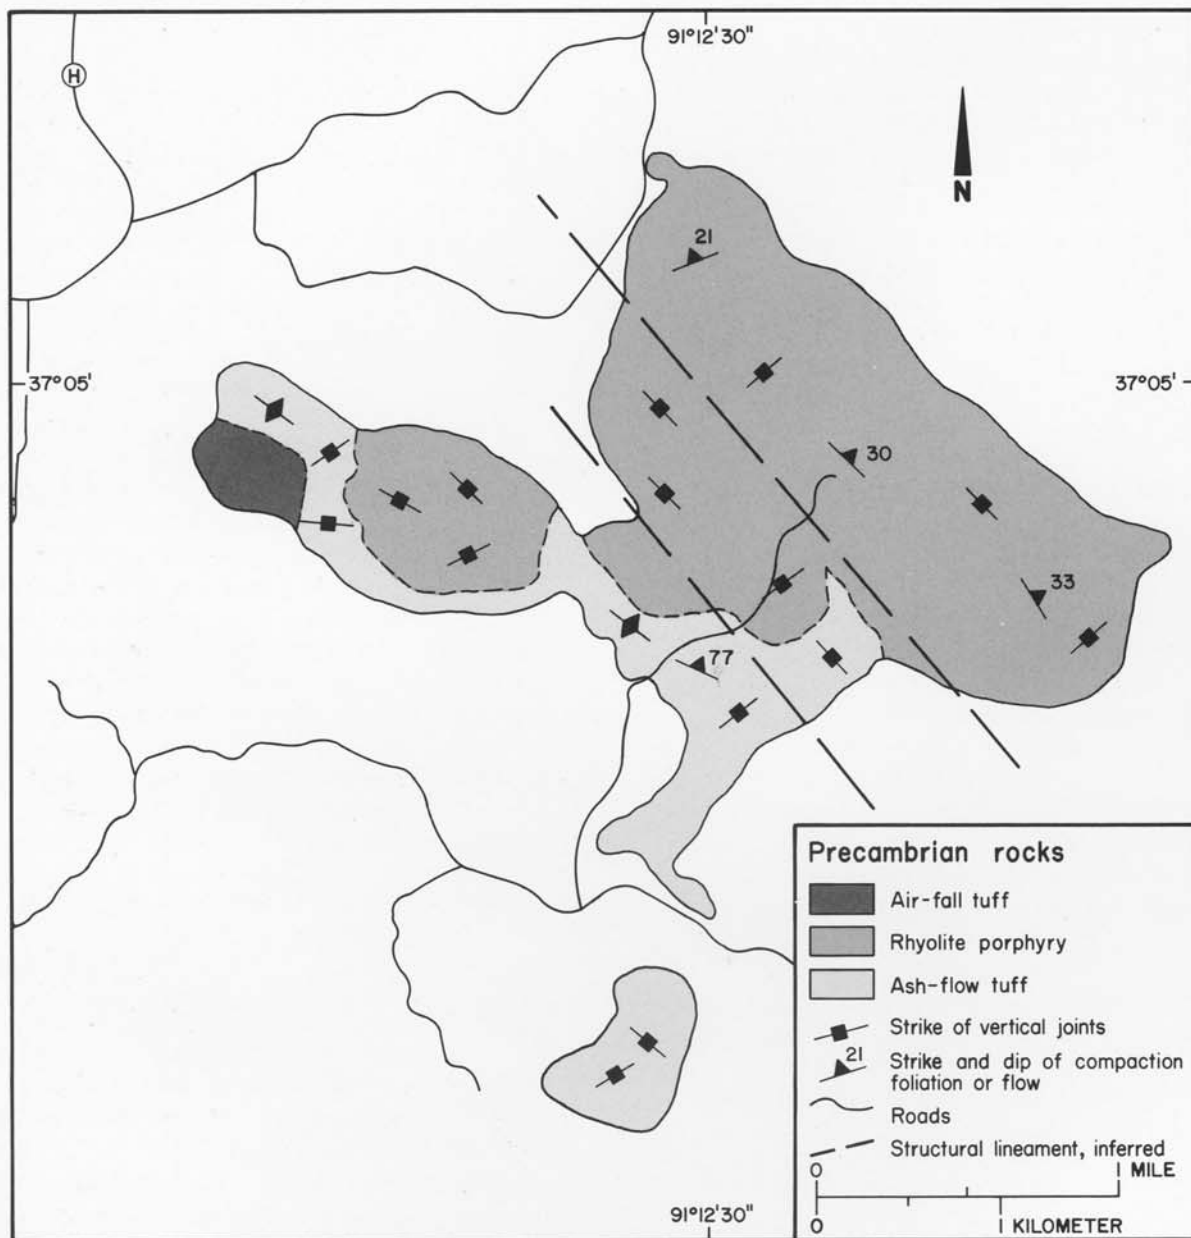 91°12'30"
H
N
21
37°05'
37°05'
30
33
77
Precambrian rocks
Air-fall tuff
Rhyolite porphyry
Ash-flow tuff
Strike of vertical joints
21
Strike and dip of compaction
foliation or flow
Roads
Structural lineament, inferred
0 1 MILE
0 1 KILOMETER
91°12'30"